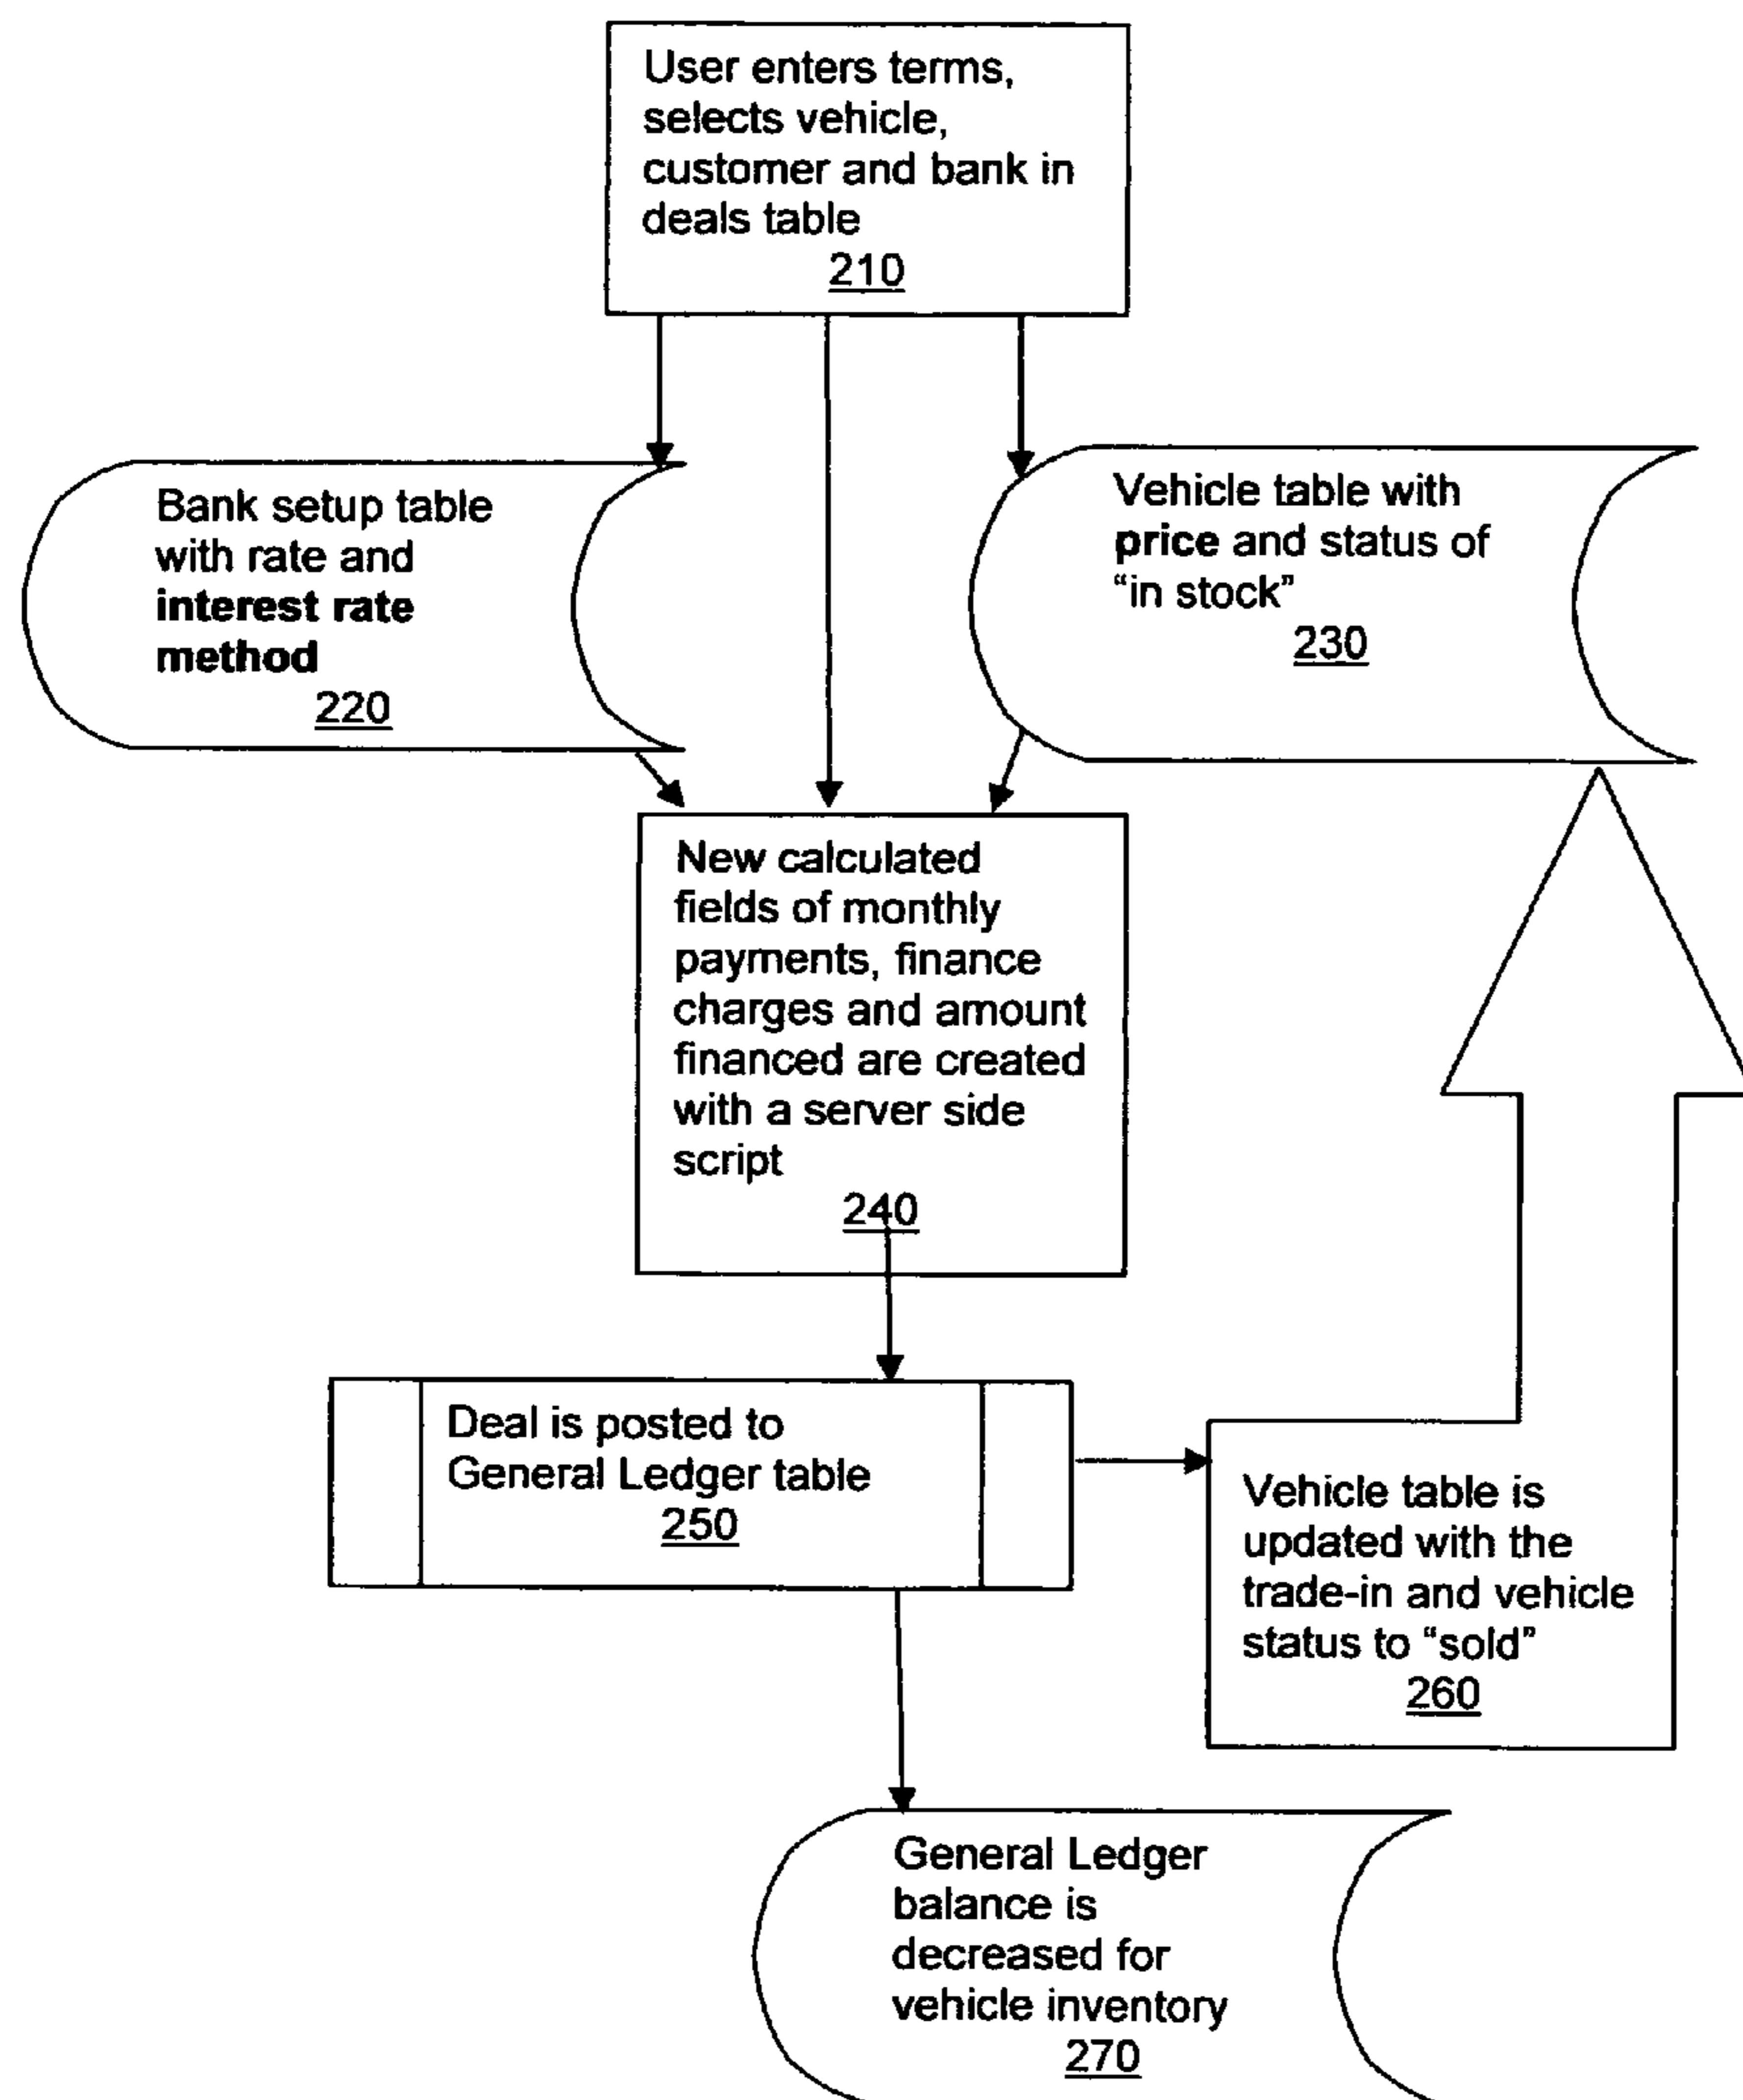 User enters terms,
selects vehicle,
customer and bank in
deals table
210
Bank setup table
with rate and
interest rate
method
220
Vehicle table with
price and status of
“in stock”
230
New calculated
fields of monthly
payments, finance
charges and amount
financed are created
with a server side
script
240
Deal is posted to
General Ledger table
250
Vehicle table is
updated with the
trade-in and vehicle
status to “sold”
260
General Ledger
balance is
decreased for
vehicle inventory
270